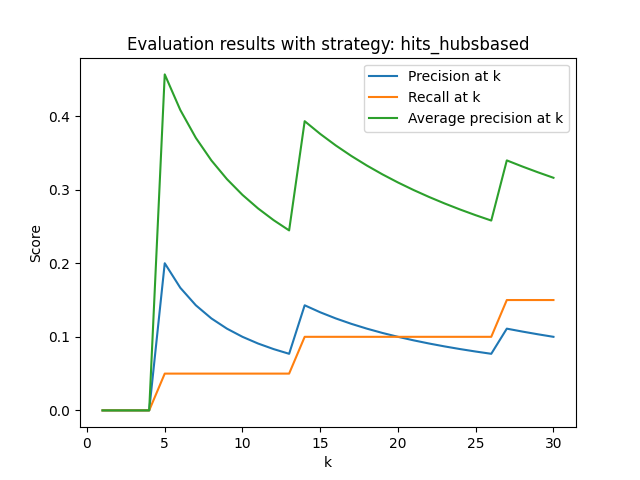 Evaluation results with strategy: hits_hubsbased
Precision at k
Recall at k
Average precision at k
Score
0.4
0.3
0.2
0.1
0.0
0 5 10 15 20 25 30
k